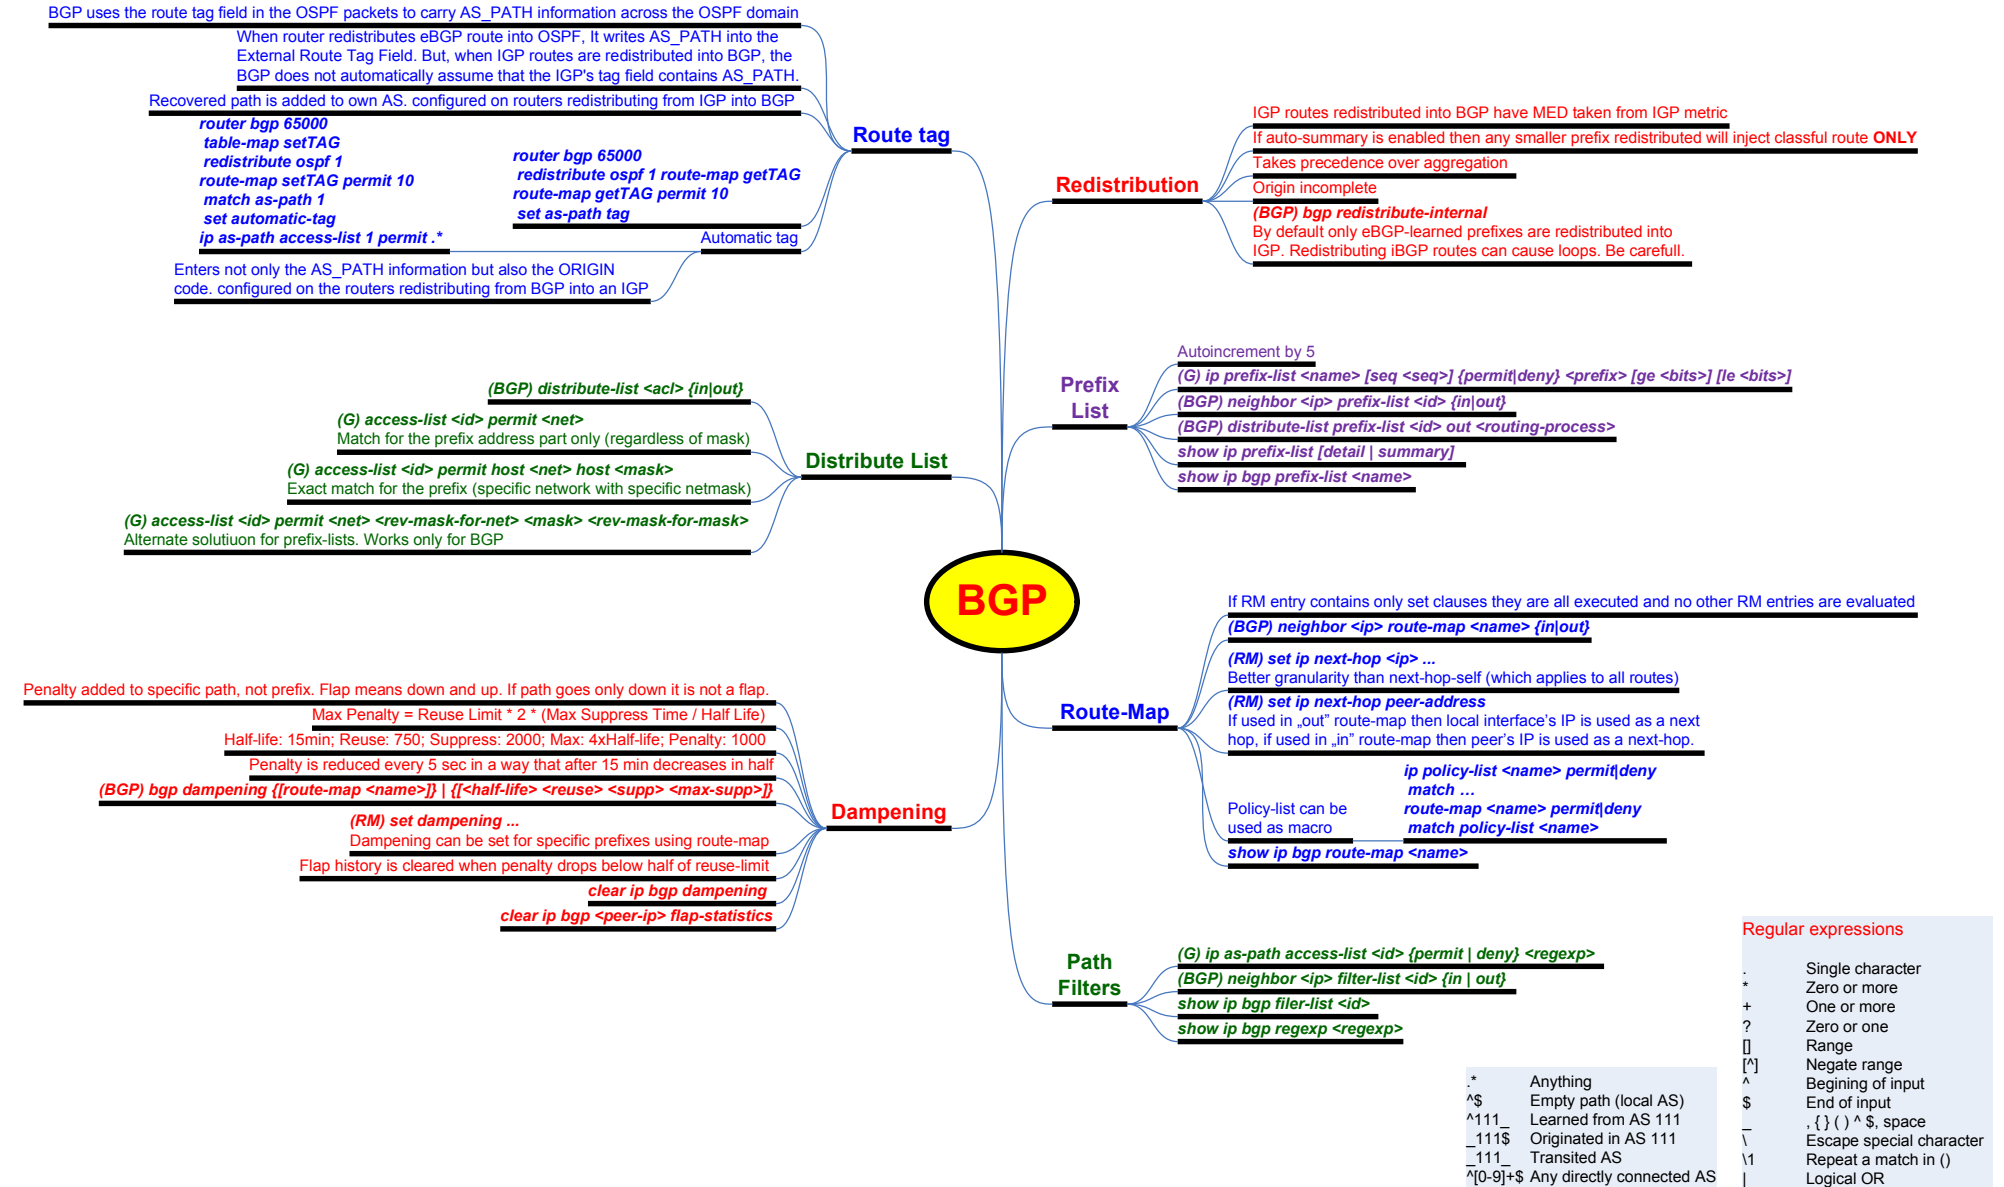 BGP uses the route tag field in the OSPF packets to carry AS_PATH information across the OSPF domain
When router redistributes eBGP route into OSPF, It writes AS_PATH into the
External Route Tag Field. But, when IGP routes are redistributed into BGP, the
BGP does not automatically assume that the IGP's tag field contains AS_PATH.
Recovered path is added to own AS. configured on routers redistributing from IGP into BGP
router bgp 65000
table-map setTAG
redistribute ospf 1
route-map setTAG permit 10
match as-path 1
set automatic-tag
ip as-path access-list 1 permit .*
router bgp 65000
redistribute ospf 1 route-map getTAG
route-map getTAG permit 10
set as-path tag
Automatic tag
Enters not only the AS_PATH information but also the ORIGIN
code. configured on the routers redistributing from BGP into an IGP
Route tag
(BGP) distribute-list <acl> {in|out}
(G) access-list <id> permit <net>
Match for the prefix address part only (regardless of mask)
(G) access-list <id> permit host <net> host <mask>
Exact match for the prefix (specific network with specific netmask)
(G) access-list <id> permit <net> <rev-mask-for-net> <mask> <rev-mask-for-mask>
Alternate solutiuon for prefix-lists. Works only for BGP
Distribute List
Penalty added to specific path, not prefix. Flap means down and up. If path goes only down it is not a flap.
Max Penalty = Reuse Limit * 2 * (Max Suppress Time / Half Life)
Half-life: 15min; Reuse: 750; Suppress: 2000; Max: 4xHalf-life; Penalty: 1000
Penalty is reduced every 5 sec in a way that after 15 min decreases in half
(BGP) bgp dampening {[route-map <name>]} | {[<half-life> <reuse> <supp> <max-supp>]}
(RM) set dampening ...
Dampening can be set for specific prefixes using route-map
Flap history is cleared when penalty drops below half of reuse-limit
clear ip bgp dampening
clear ip bgp <peer-ip> flap-statistics
Dampening
BGP
Redistribution
IGP routes redistributed into BGP have MED taken from IGP metric
If auto-summary is enabled then any smaller prefix redistributed will inject classful route ONLY
Takes precedence over aggregation
Origin incomplete
(BGP) bgp redistribute-internal
By default only eBGP-learned prefixes are redistributed into
IGP. Redistributing iBGP routes can cause loops. Be carefull.
Prefix
List
Autoincrement by 5
(G) ip prefix-list <name> [seq <seq>] {permit|deny} <prefix> [ge <bits>] [le <bits>]
(BGP) neighbor <ip> prefix-list <id> {in|out}
(BGP) distribute-list prefix-list <id> out <routing-process>
show ip prefix-list [detail | summary]
show ip bgp prefix-list <name>
Route-Map
If RM entry contains only set clauses they are all executed and no other RM entries are evaluated
(BGP) neighbor <ip> route-map <name> {in|out}
(RM) set ip next-hop <ip> ...
Better granularity than next-hop-self (which applies to all routes)
(RM) set ip next-hop peer-address
If used in „out” route-map then local interface’s IP is used as a next
hop, if used in „in” route-map then peer’s IP is used as a next-hop.
Policy-list can be
used as macro
ip policy-list <name> permit|deny
match …
route-map <name> permit|deny
match policy-list <name>
show ip bgp route-map <name>
Path
Filters
(G) ip as-path access-list <id> {permit | deny} <regexp>
(BGP) neighbor <ip> filter-list <id> {in | out}
show ip bgp filer-list <id>
show ip bgp regexp <regexp>
.* Anything
^$ Empty path (local AS)
^111_ Learned from AS 111
_111$ Originated in AS 111
_111_ Transited AS
^[0-9]+$ Any directly connected AS
Regular expressions
. Single character
* Zero or more
+ One or more
? Zero or one
[] Range
[^] Negate range
^ Begining of input
$ End of input
_ , { } ( ) ^ $, space
\ Escape special character
\1 Repeat a match in ()
| Logical OR